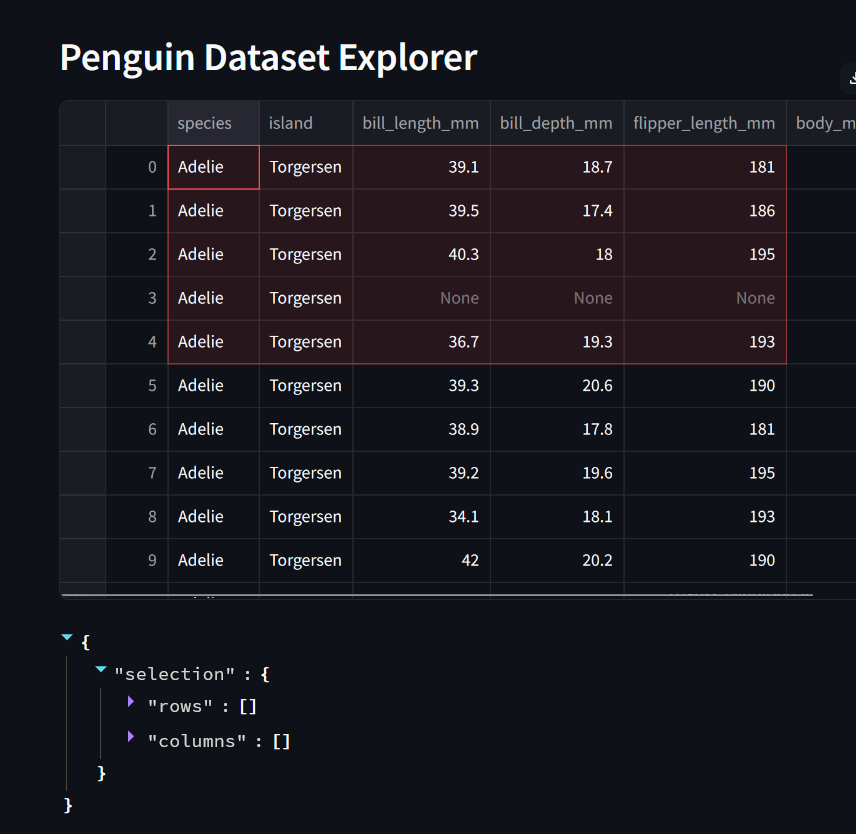 Penguin Dataset Explorer
species island bill_length_mm bill_depth_mm flipper_length_mm body_m
0 Adelie Torgersen 39.1 18.7 181
1 Adelie Torgersen 39.5 17.4 186
2 Adelie Torgersen 40.3 18 195
3 Adelie Torgersen None None None
4 Adelie Torgersen 36.7 19.3 193
5 Adelie Torgersen 39.3 20.6 190
6 Adelie Torgersen 38.9 17.8 181
7 Adelie Torgersen 39.2 19.6 195
8 Adelie Torgersen 34.1 18.1 193
9 Adelie Torgersen 42 20.2 190
{
"selection" : {
"rows" : []
"columns" : []
}
}